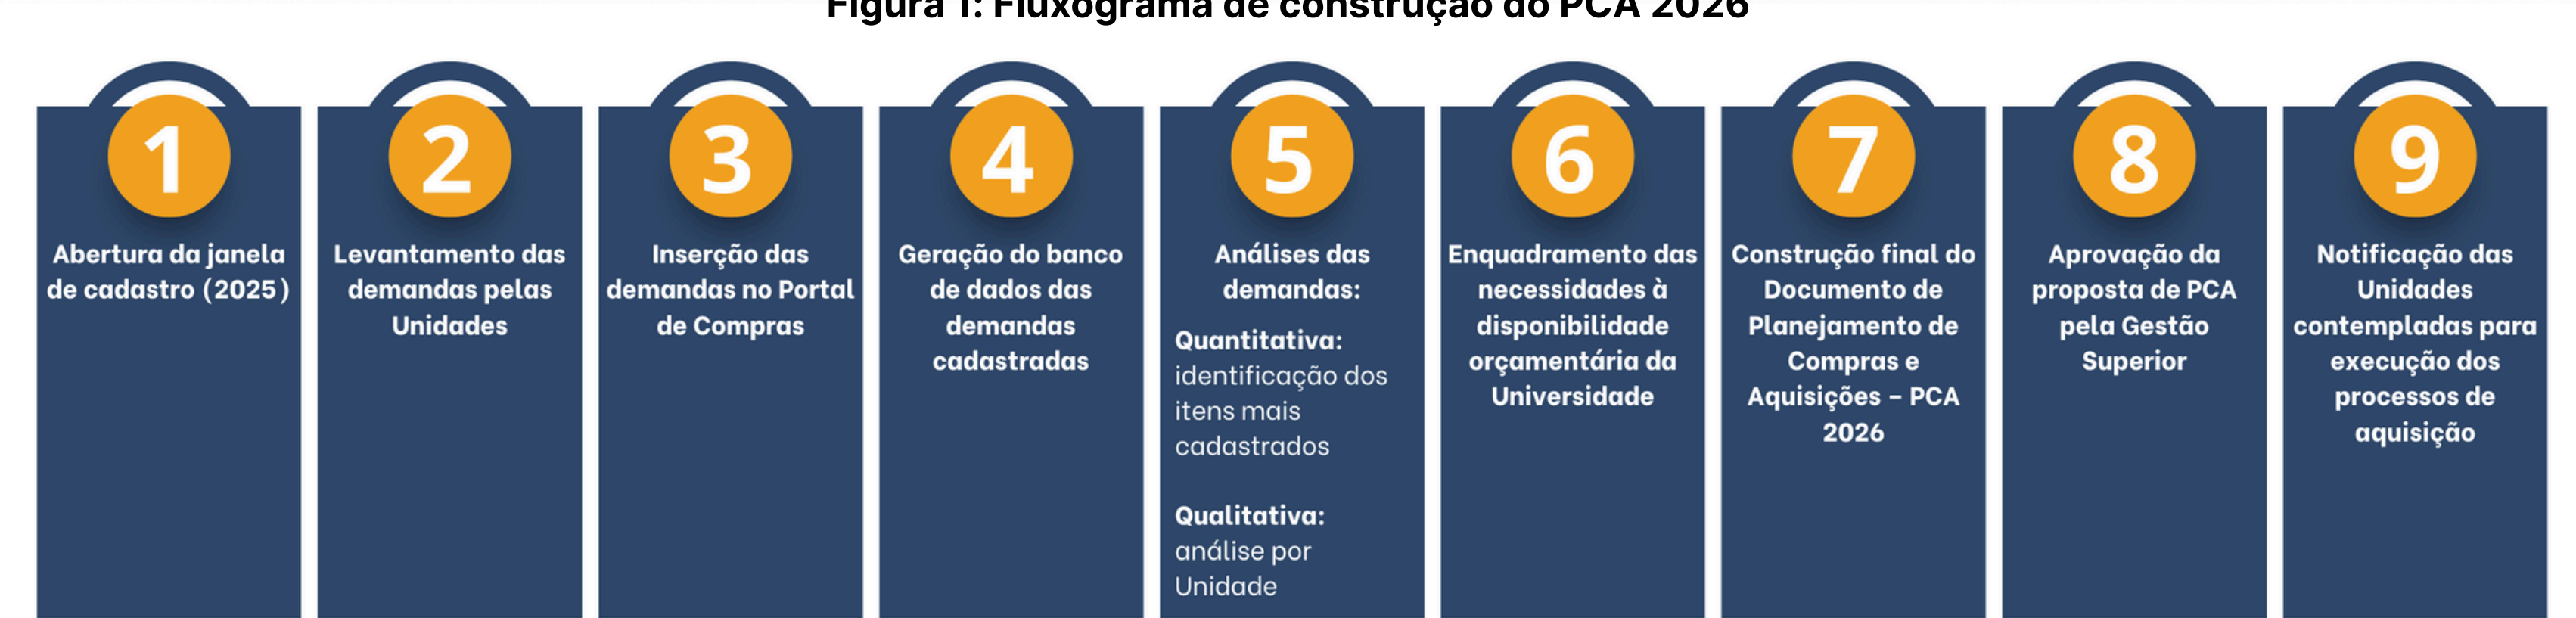 Figura 1: Fluxograma de construção do PCA 2026
1
Abertura da janela
de cadastro (2025)
2
Levantamento das
demandas pelas
Unidades
3
Inserção das
demandas no Portal
de Compras
4
Geração do banco
de dados das
demandas
cadastradas
5
Análises das
demandas:
Quantitativa:
identificação dos
itens mais
cadastrados
Qualitativa:
análise por
Unidade
6
Enquadramento das
necessidades à
disponibilidade
orçamentária da
Universidade
7
Construção final do
Documento de
Planejamento de
Compras e
Aquisições – PCA
2026
8
Aprovação da
proposta de PCA
pela Gestão
Superior
9
Notificação das
Unidades
contempladas para
execução dos
processos de
aquisição